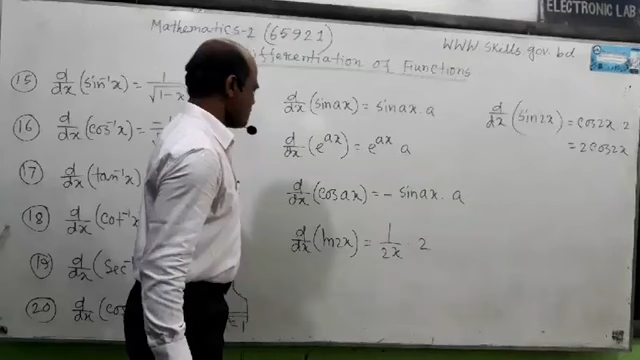 ELECTRONIC LAB
Mathematics-2 (65921)
WWW skills.gov.bd
Differentiation of Functions
⑮ d/dx (sin⁻¹x) = 1/√1-x
⑯ d/dx (cos⁻¹x) = -
⑰ d/dx (tan⁻¹x)
⑱ d/dx (cot⁻¹x
⑲ d/dx (sec⁻¹
⑳ d/dx (cos
d/dx (sinax) = sinax. a
d/dx (e^ax) = e^ax a
d/dx (cosax) = - sinax. a
d/dx (ln2x) = 1/2x · 2
d/dx (sin2x) = cos2x. 2
= 2cos2x